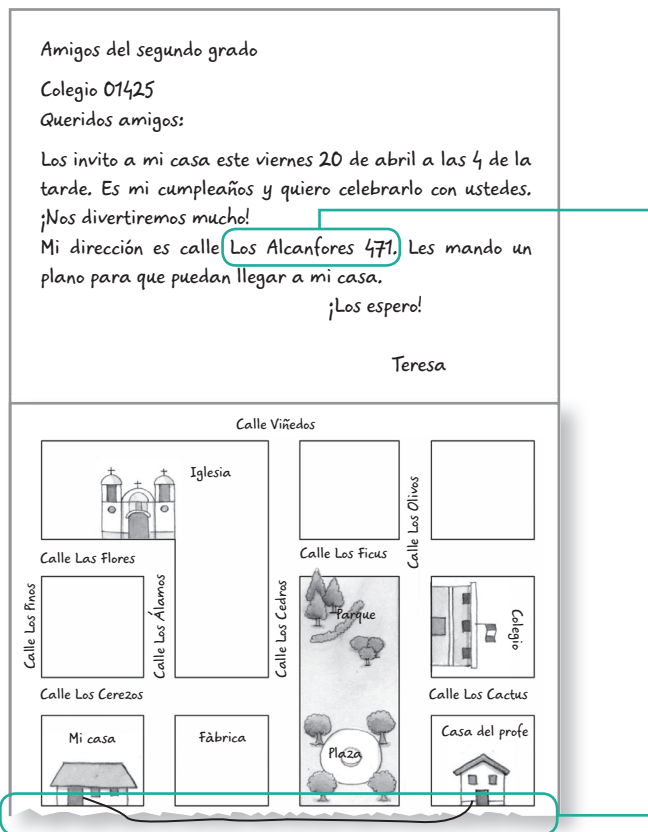 Amigos del segundo grado
Colegio 01425
Queridos amigos:
Los invito a mi casa este viernes 20 de abril a las 4 de la
tarde. Es mi cumpleaños y quiero celebrarlo con ustedes.
¡Nos divertiremos mucho!
Mi dirección es calle Los Alcanfores 471. Les mando un
plano para que puedan llegar a mi casa.
¡Los espero!
Teresa
Calle Viñedos
Iglesia
Calle Los Olivos
Calle Las Flores
Calle Los Ficus
Calle Los Pinos
Calle Los Álamos
Calle Los Cedros
Parque
Colegio
Calle Los Cerezos
Calle Los Cactus
Mi casa
Fàbrica
Plaza
Casa del profe